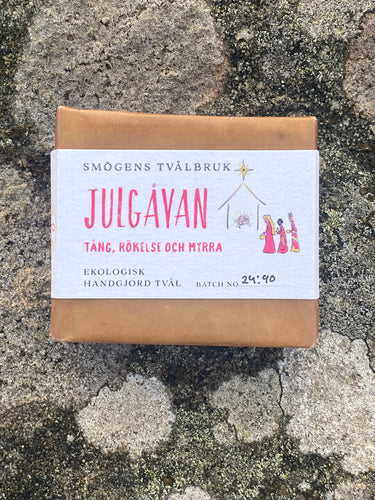 SMÖGENS TVÅLBRUK
JULGÅVAN
TÅNG, RÖKELSE OCH MYRRA
EKOLOGISK
HANDGJORD TVÅL BATCH NO 24:90